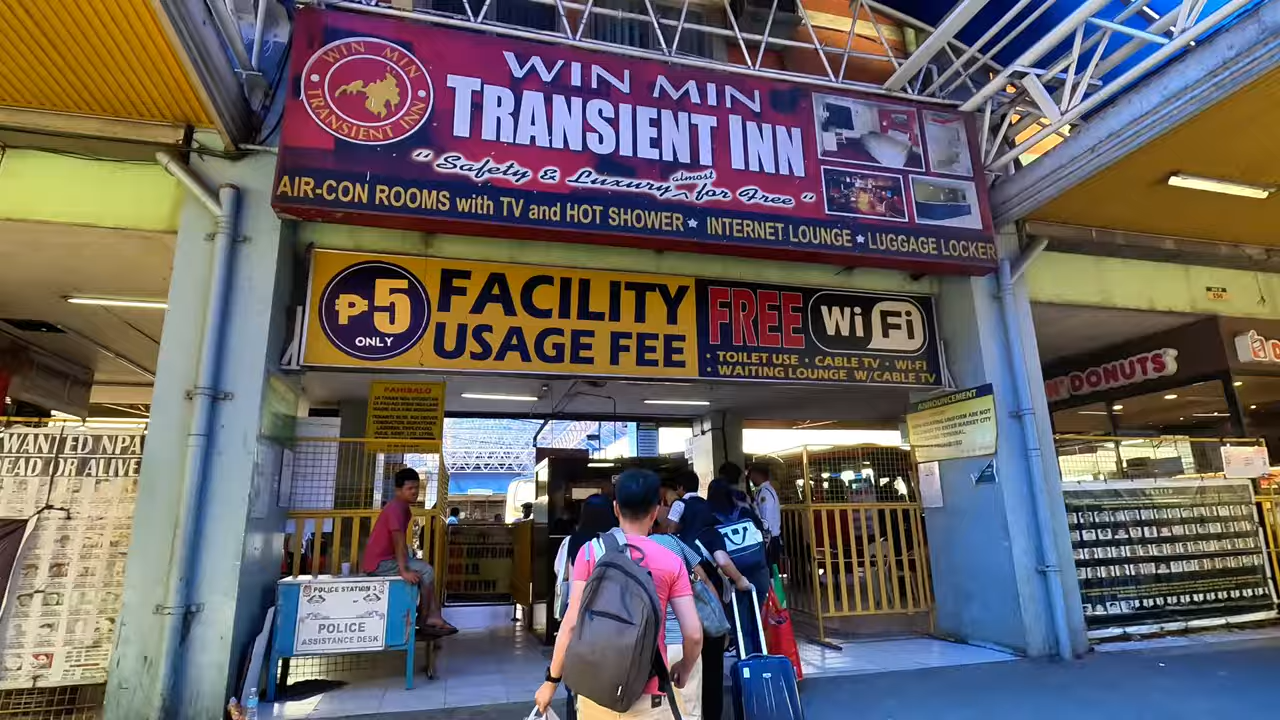 WIN MIN
TRANSIENT INN
WIN MIN
TRANSIENT INN
"Safety & Luxury almost for Free"
AIR-CON ROOMS with TV and HOT SHOWER ★ INTERNET LOUNGE ★ LUGGAGE LOCKER
₱5
ONLY
FACILITY
USAGE FEE
FREE
Wi Fi
• TOILET USE • CABLE TV • WI-FI
• WAITING LOUNGE W/CABLE TV
PAHIBALO
ANNOUNCEMENT
DONUTS
WANTED NPA
DEAD OR ALIVE
POLICE STATION 3
POLICE
ASSISTANCE DESK